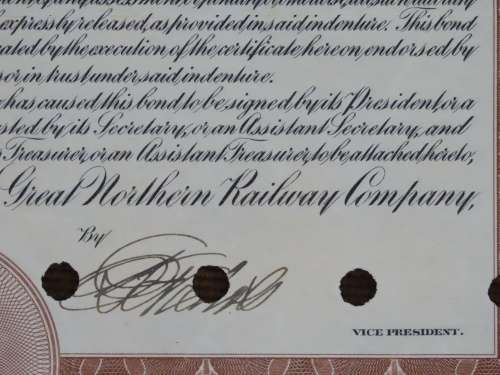 expressly released, as provided in said indenture. This bond
ated by the execution of the certificate hereon, endorsed by
sor, in trust under said indenture.
has caused this bond to be signed by its President or a
sted by its Secretary, or an Assistant Secretary, and
Treasurer, or an Assistant Treasurer, to be attached hereto,
Great Northern Railway Company,
By
VICE PRESIDENT.